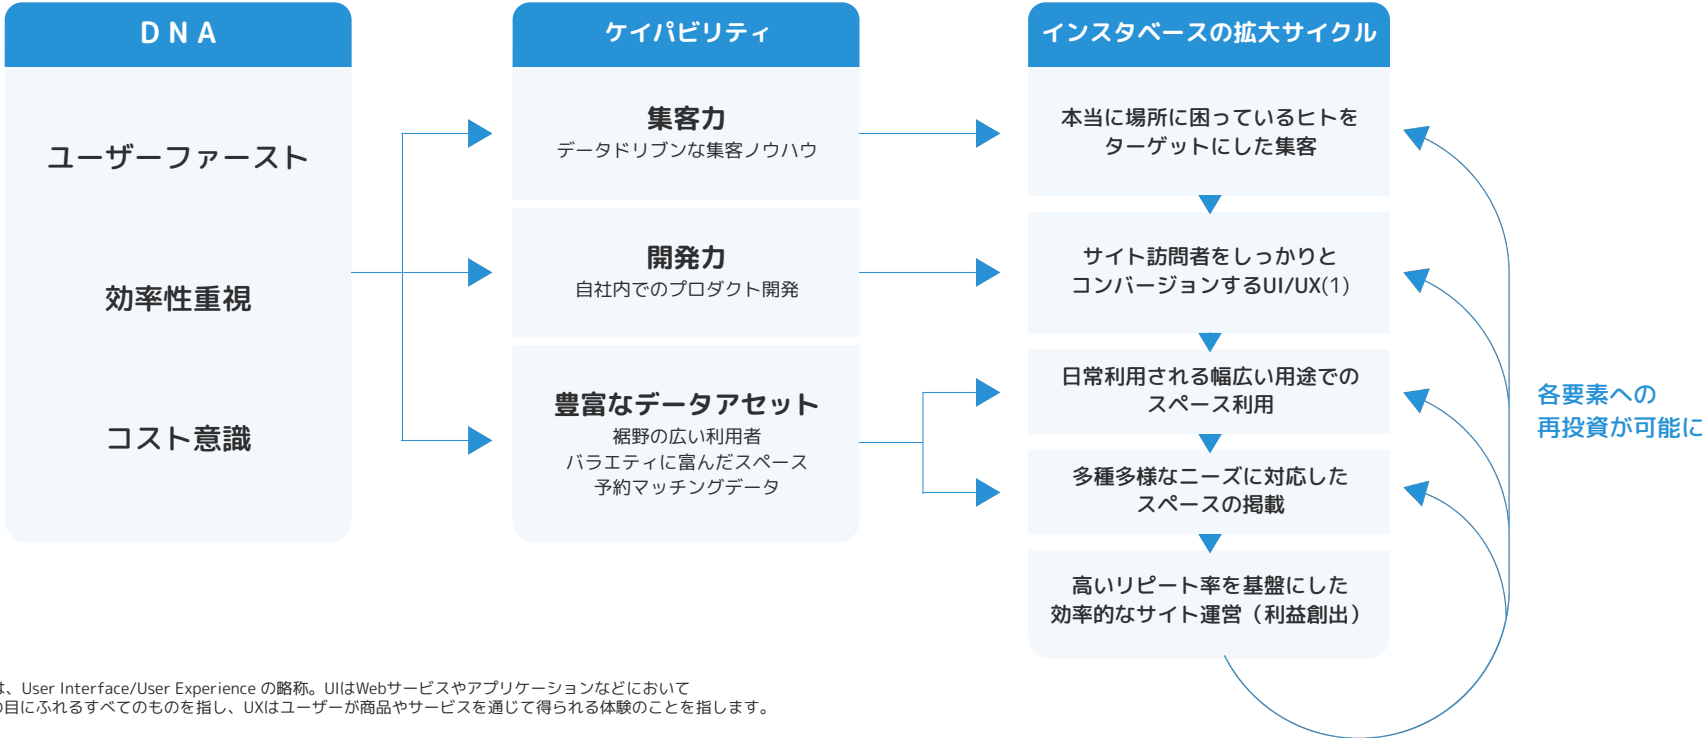 DNA
ユーザーファースト
効率性重視
コスト意識
ケイパビリティ
集客力
データドリブンな集客ノウハウ
開発力
自社内でのプロダクト開発
豊富なデータアセット
裾野の広い利用者
バラエティに富んだスペース
予約マッチングデータ
インスタベースの拡大サイクル
本当に場所に困っているヒトを
ターゲットにした集客
サイト訪問者をしっかりと
コンバージョンするUI/UX(1)
日常利用される幅広い用途での
スペース利用
多種多様なニーズに対応した
スペースの掲載
高いリピート率を基盤にした
効率的なサイト運営（利益創出）
各要素への
再投資が可能に
は、User Interface/User Experience の略称。UIはWebサービスやアプリケーションなどにおいて
の目にふれるすべてのものを指し、UXはユーザーが商品やサービスを通じて得られる体験のことを指します。